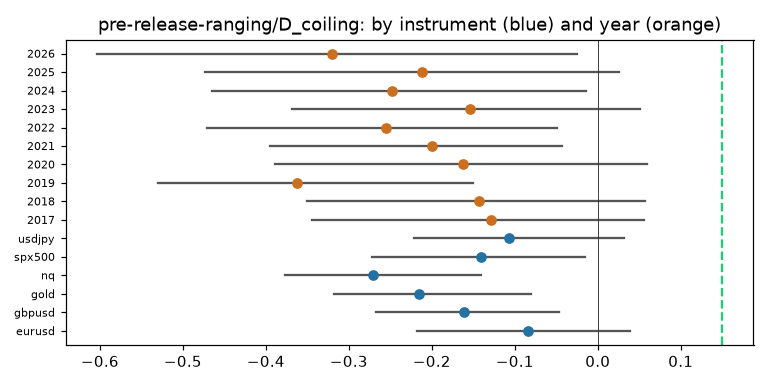 pre-release-ranging/D_coiling: by instrument (blue) and year (orange)
2026
2025
2024
2023
2022
2021
2020
2019
2018
2017
usdjpy
spx500
nq
gold
gbpusd
eurusd
−0.6 −0.5 −0.4 −0.3 −0.2 −0.1 0.0 0.1